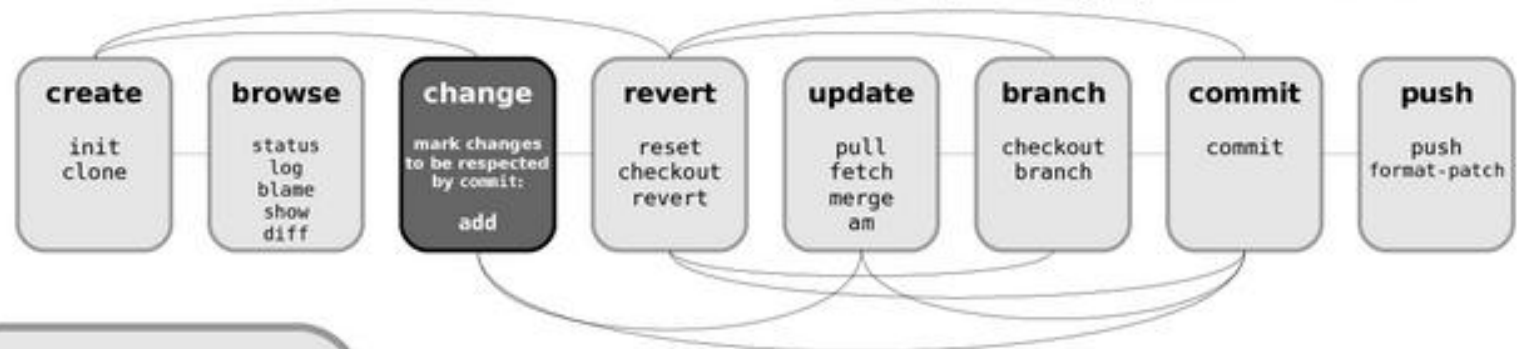 create
init
clone
browse
status
log
blame
show
diff
change
mark changes
to be respected
by commit:
add
revert
reset
checkout
revert
update
pull
fetch
merge
am
branch
checkout
branch
commit
commit
push
push
format-patch